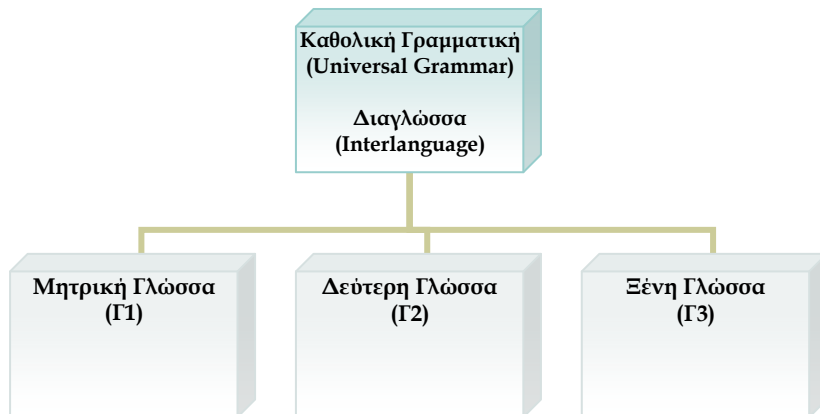 Καθολική Γραμματική
(Universal Grammar)
Διαγλώσσα
(Interlanguage)
Μητρική Γλώσσα
(Γ1)
Δεύτερη Γλώσσα
(Γ2)
Ξένη Γλώσσα
(Γ3)